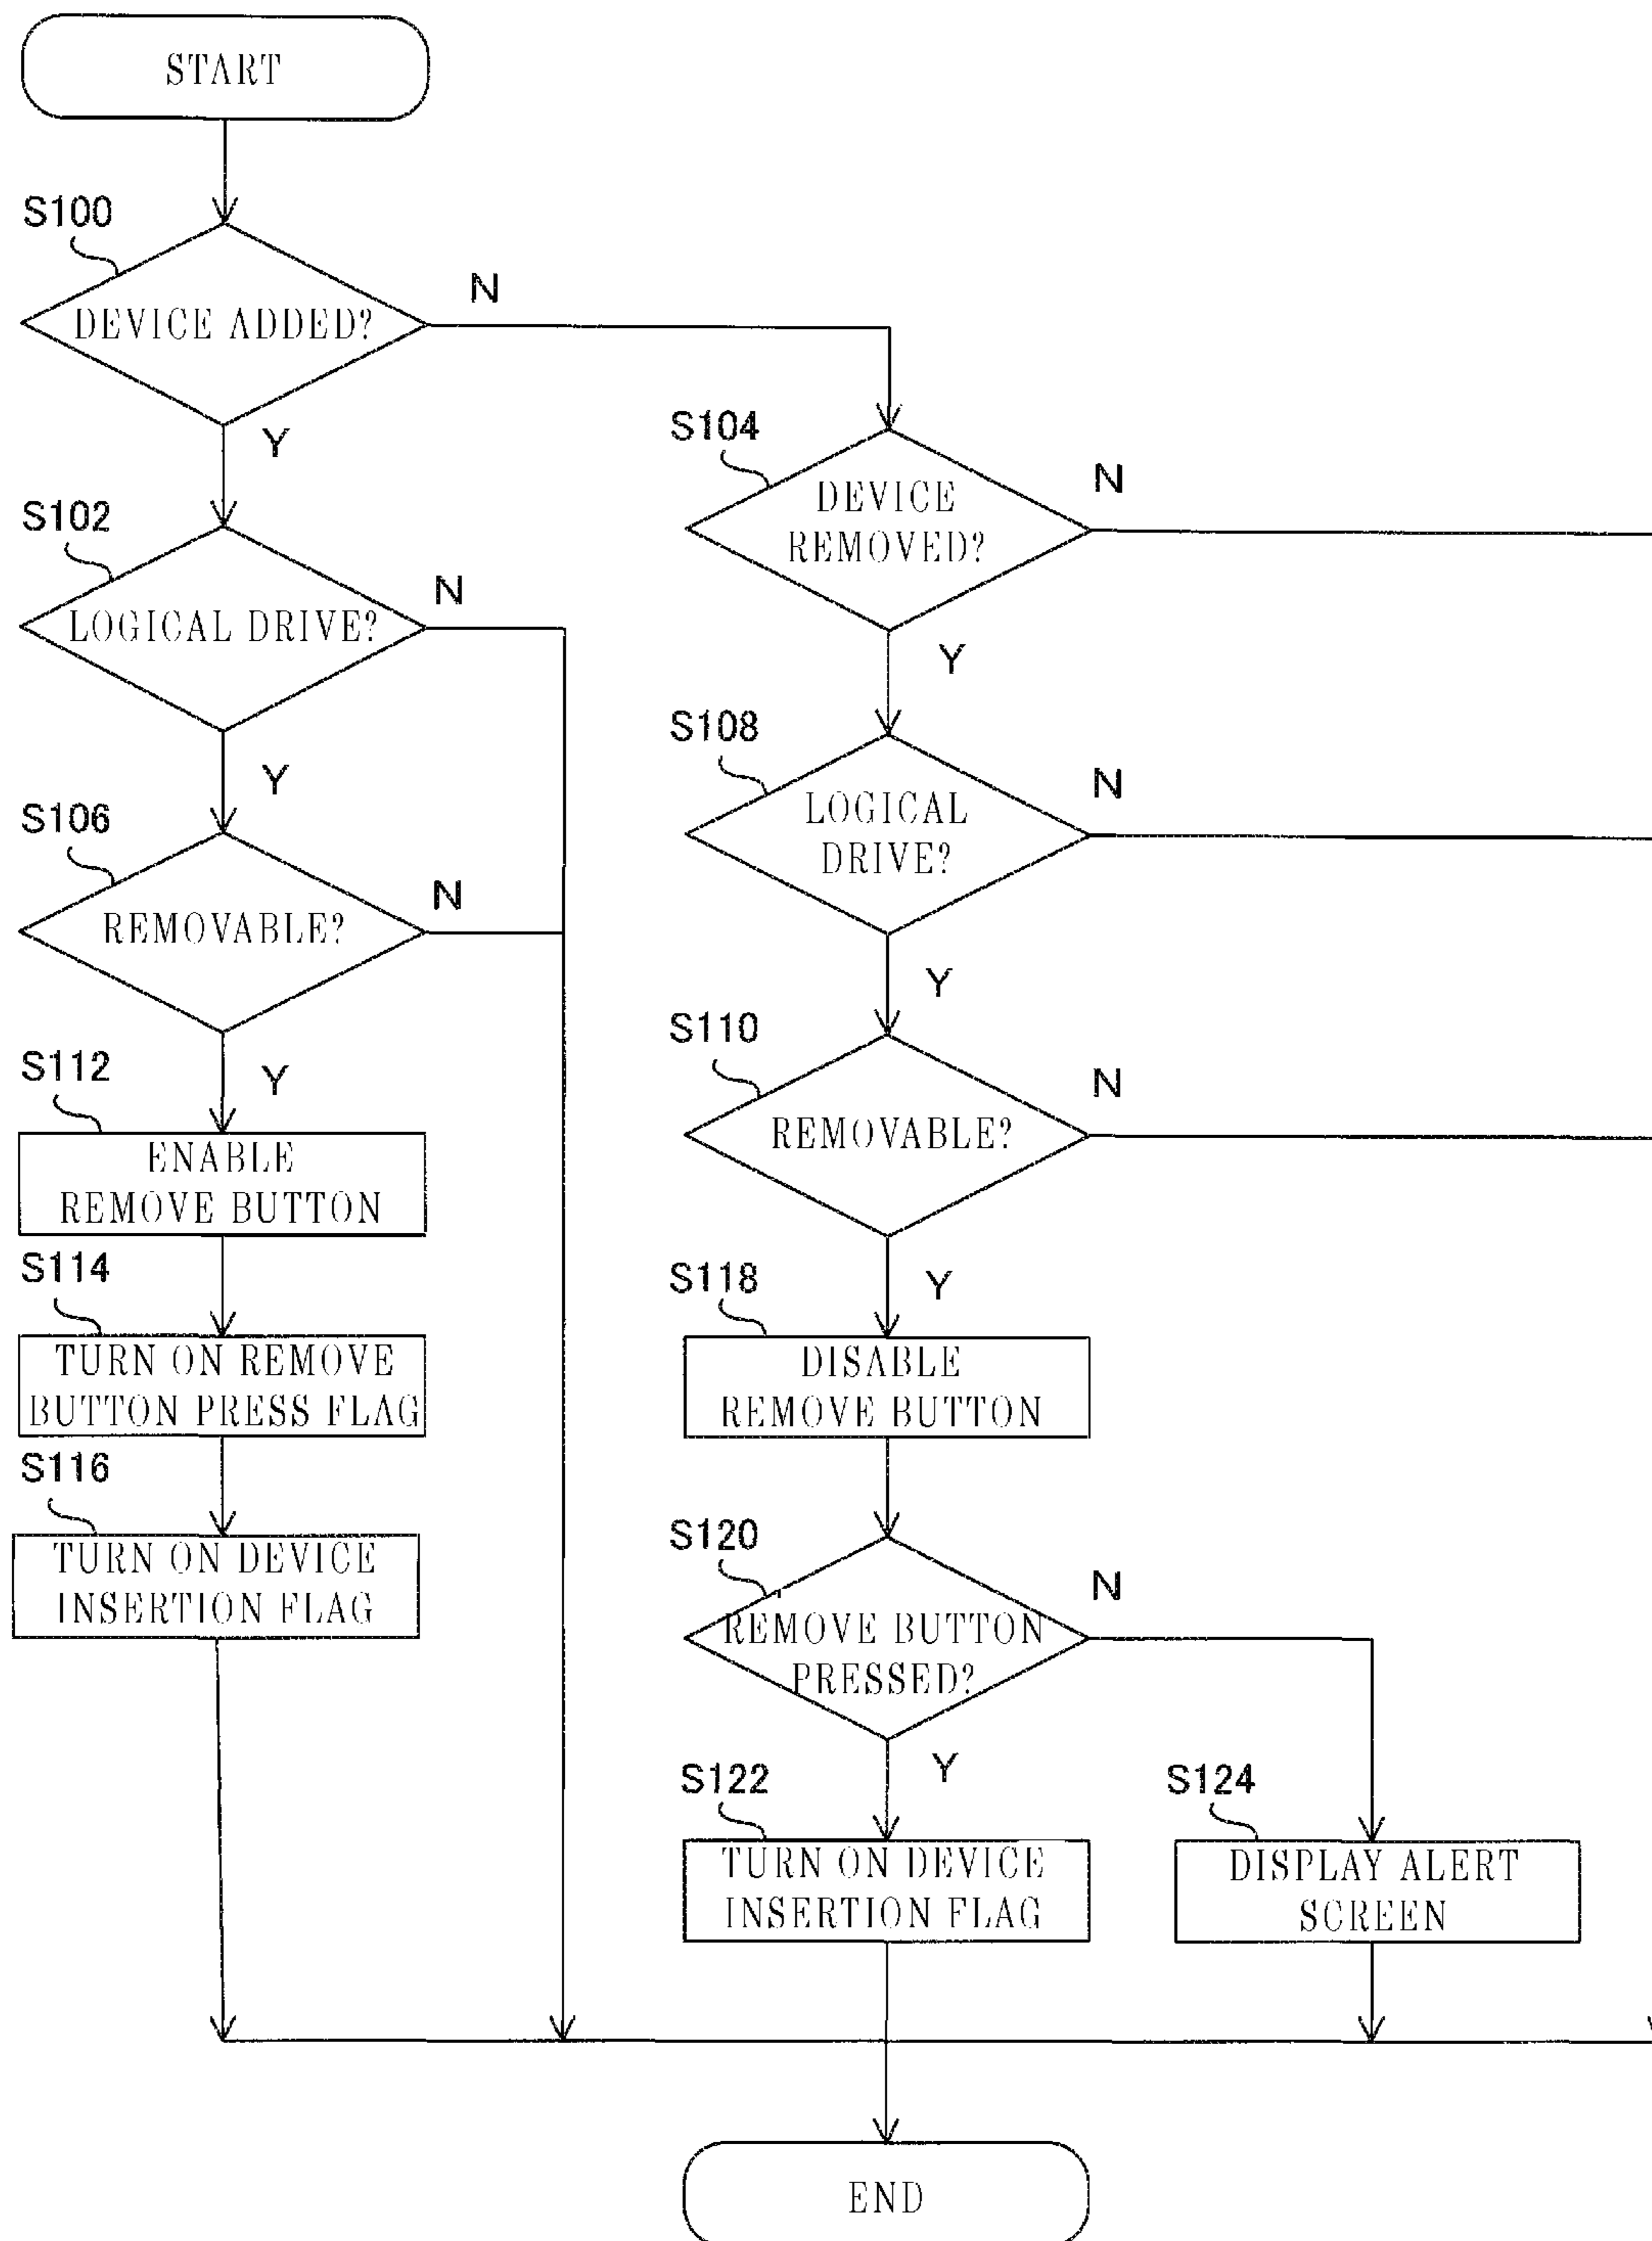 START
S100
DEVICE ADDED?
N
Y
S102
LOGICAL DRIVE?
N
Y
S106
REMOVABLE?
N
Y
S112
ENABLE
REMOVE BUTTON
S114
TURN ON REMOVE
BUTTON PRESS FLAG
S116
TURN ON DEVICE
INSERTION FLAG
S104
DEVICE
REMOVED?
N
Y
S108
LOGICAL
DRIVE?
N
Y
S110
REMOVABLE?
N
Y
S118
DISABLE
REMOVE BUTTON
S120
REMOVE BUTTON
PRESSED?
N
Y
S122
TURN ON DEVICE
INSERTION FLAG
S124
DISPLAY ALERT
SCREEN
END